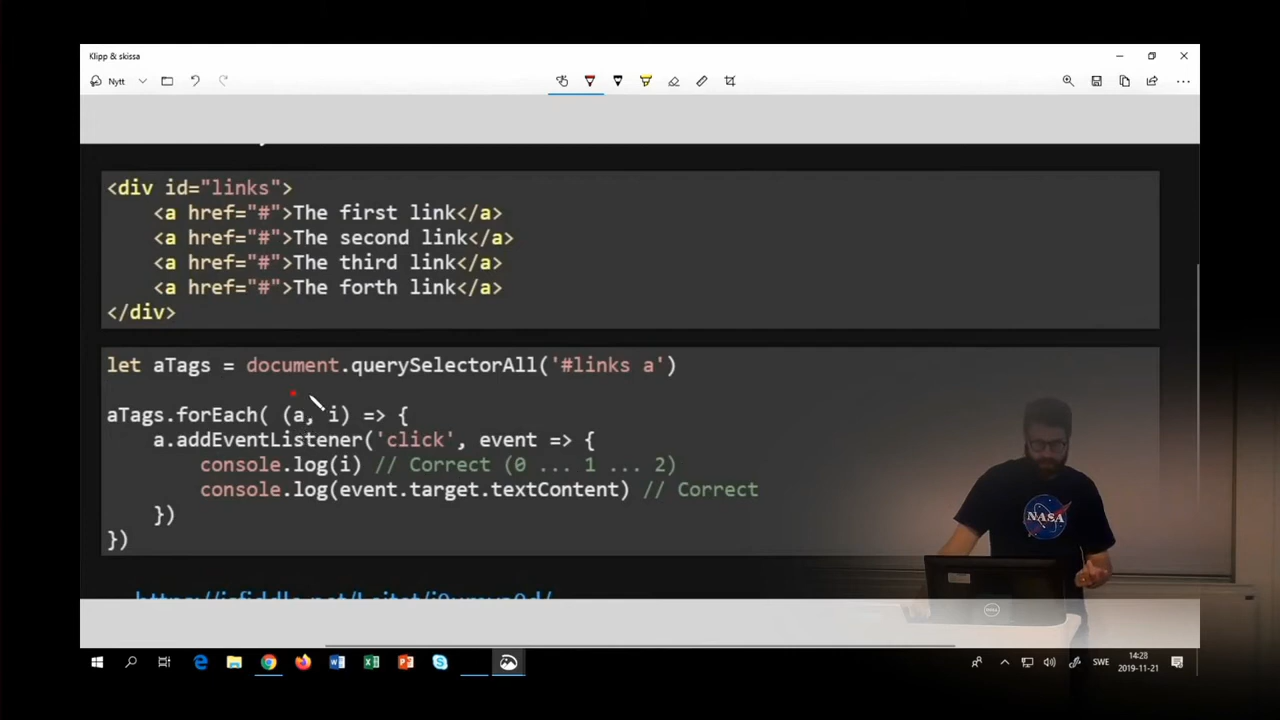 Klipp & skissa
Nytt
<div id="links">
<a href="#">The first link</a>
<a href="#">The second link</a>
<a href="#">The third link</a>
<a href="#">The forth link</a>
</div>
let aTags = document.querySelectorAll('#links a')
aTags.forEach( (a, i) => {
a.addEventListener('click', event => {
console.log(i) // Correct (0 ... 1 ... 2)
console.log(event.target.textContent) // Correct
})
})
NASA
DELL
SWE
14:28
2019-11-21